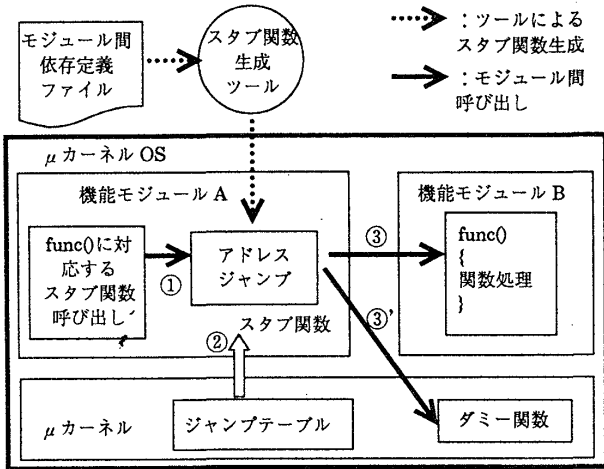 モジュール間
依存定義
ファイル
スタブ関数
生成
ツール
：ツールによる
スタブ関数生成
：モジュール間
呼び出し
μカーネル OS
機能モジュール A
func()に対
応する
スタブ関数
呼び出し
①
アドレス
ジャンプ
スタブ関数
②
③
③'
機能モジュール B
func()
{
関数処理
}
μカーネル
ジャンプテーブル
ダミー関数